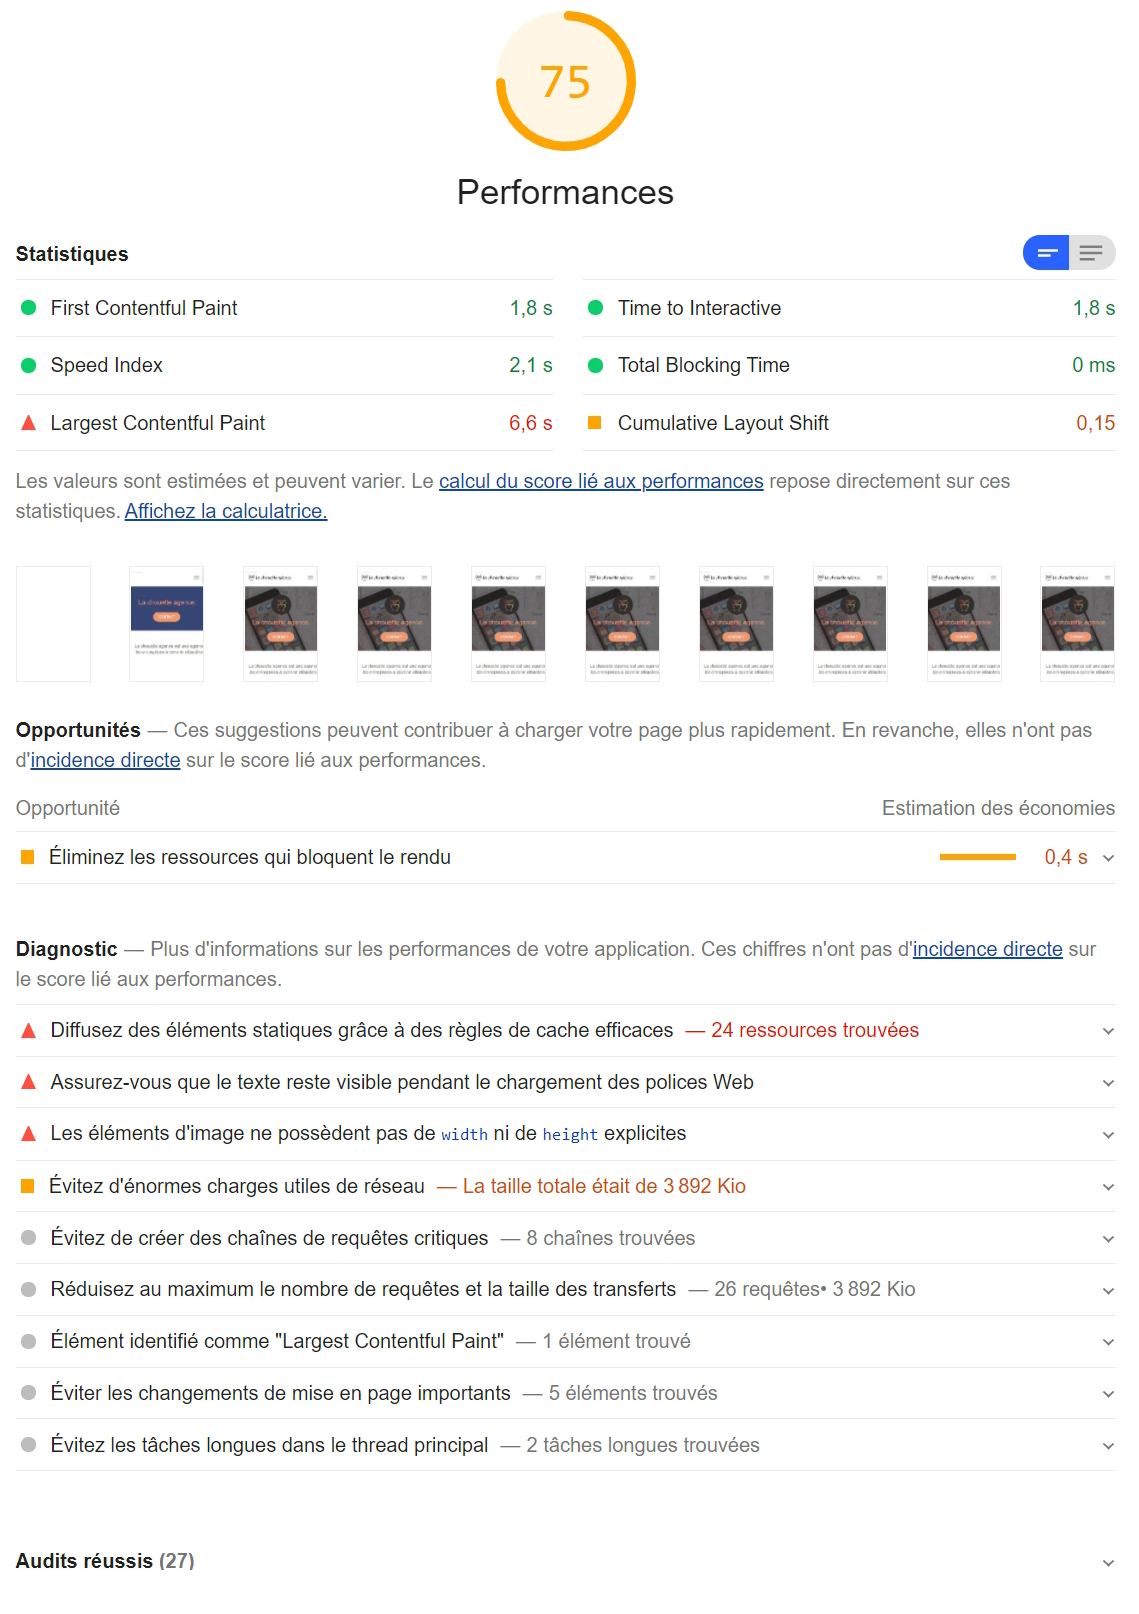 75
Performances
Statistiques
First Contentful Paint 1,8 s
Time to Interactive 1,8 s
Speed Index 2,1 s
Total Blocking Time 0 ms
Largest Contentful Paint 6,6 s
Cumulative Layout Shift 0,15
Les valeurs sont estimées et peuvent varier. Le calcul du score lié aux performances repose directement sur ces
statistiques. Affichez la calculatrice.
La chouette agence.
Opportunités — Ces suggestions peuvent contribuer à charger votre page plus rapidement. En revanche, elles n'ont pas
d'incidence directe sur le score lié aux performances.
Opportunité Estimation des économies
Éliminez les ressources qui bloquent le rendu 0,4 s
Diagnostic — Plus d'informations sur les performances de votre application. Ces chiffres n'ont pas d'incidence directe sur
le score lié aux performances.
Diffusez des éléments statiques grâce à des règles de cache efficaces — 24 ressources trouvées
Assurez-vous que le texte reste visible pendant le chargement des polices Web
Les éléments d'image ne possèdent pas de width ni de height explicites
Évitez d'énormes charges utiles de réseau — La taille totale était de 3 892 Kio
Évitez de créer des chaînes de requêtes critiques — 8 chaînes trouvées
Réduisez au maximum le nombre de requêtes et la taille des transferts — 26 requêtes• 3 892 Kio
Élément identifié comme "Largest Contentful Paint" — 1 élément trouvé
Éviter les changements de mise en page importants — 5 éléments trouvés
Évitez les tâches longues dans le thread principal — 2 tâches longues trouvées
Audits réussis (27)